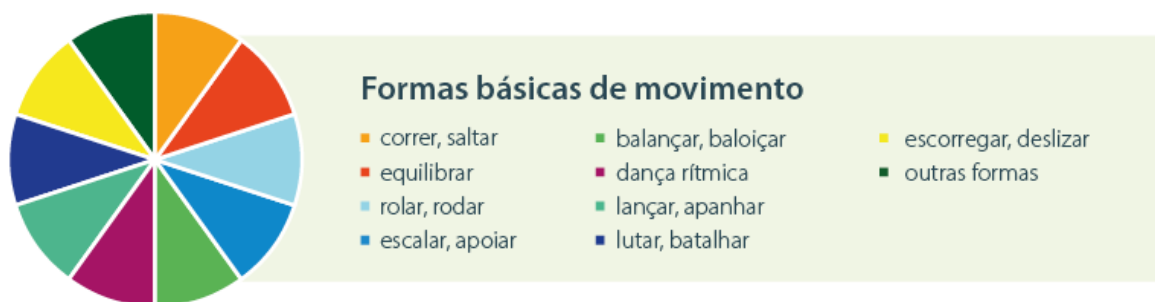 Formas básicas de movimento
correr, saltar
equilibrar
rolar, rodar
escalar, apoiar
balançar, baloiçar
dança rítmica
lançar, apanhar
lutar, batalhar
escorregar, deslizar
outras formas